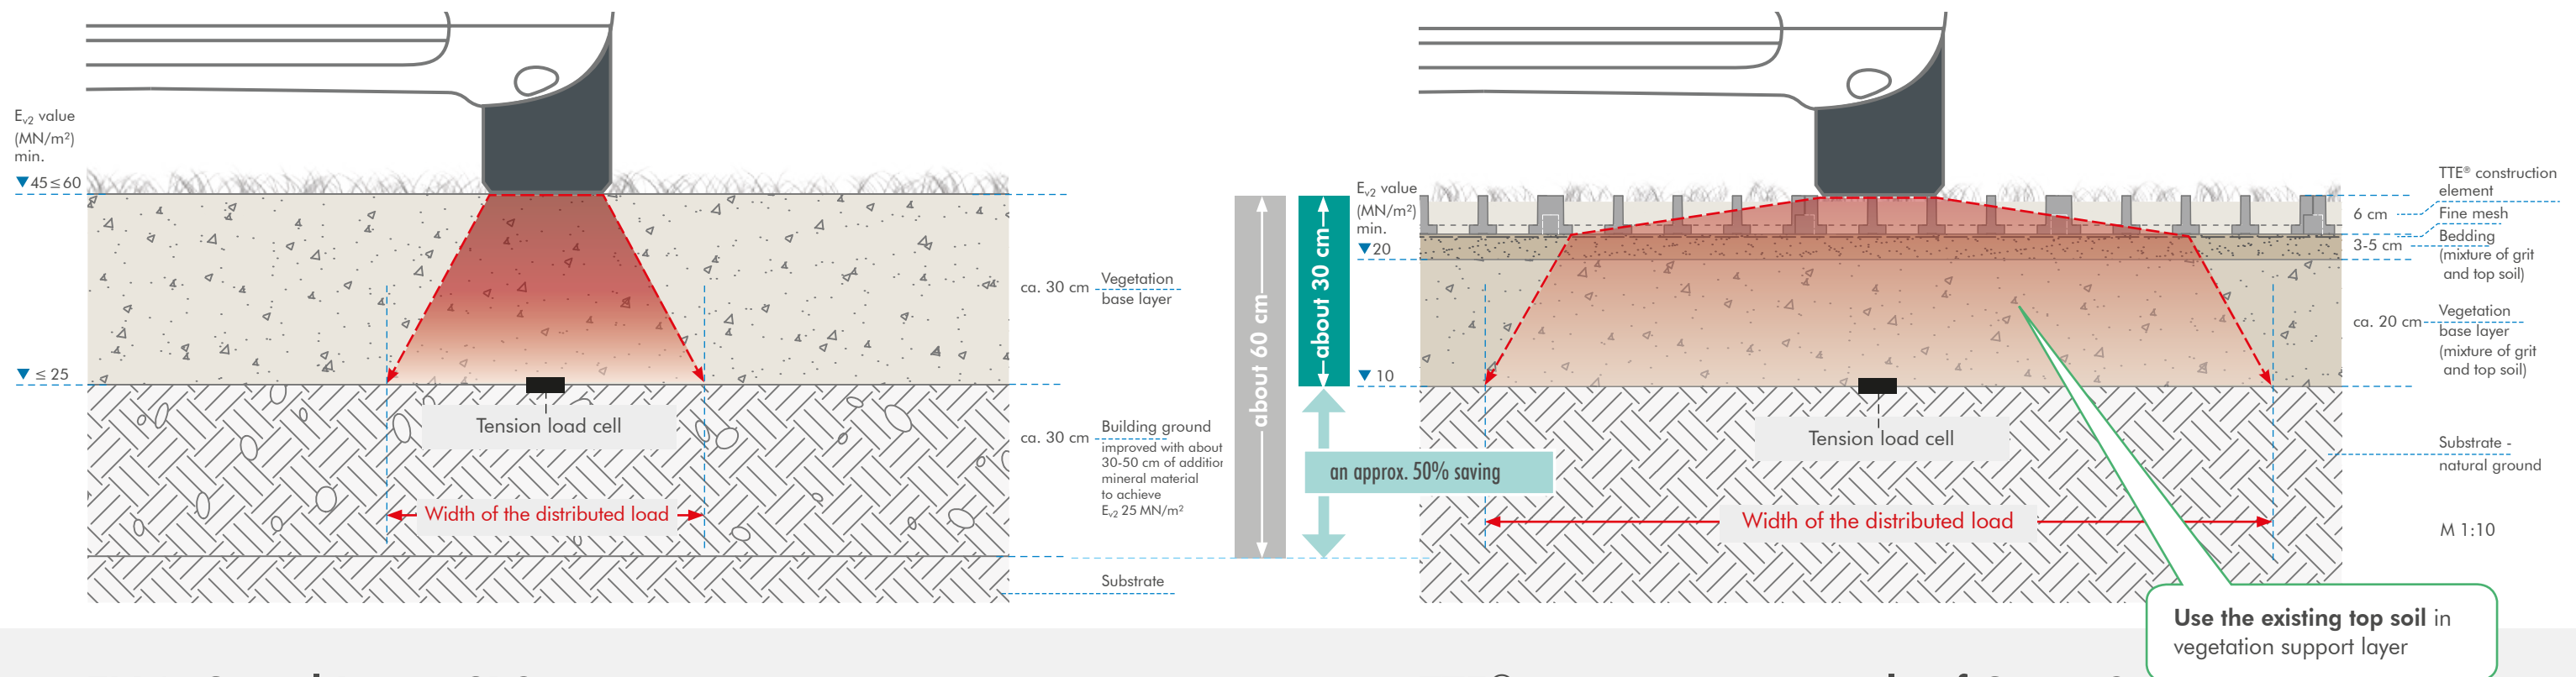 E v2 value
(MN/m²)
min.
▼45≤60
▼ ≤ 25
Tension load cell
Width of the distributed load
ca. 30 cm
Vegetation
base layer
ca. 30 cm
Building ground
improved with about
30-50 cm of
mineral material
to achieve
E v2 25 MN/m²
Substrate
about 60 cm
about 30 cm
an approx. 50% saving
E v2 value
(MN/m²)
min.
▼20
▼ 10
Tension load cell
Width of the distributed load
TTE® construction
element
6 cm
Fine mesh
3-5 cm
Bedding
(mixture of grit
and top soil)
ca. 20 cm
Vegetation
base layer
(mixture of grit
and top soil)
Substrate -
natural ground
M 1:10
Use the existing top soil in
vegetation support layer